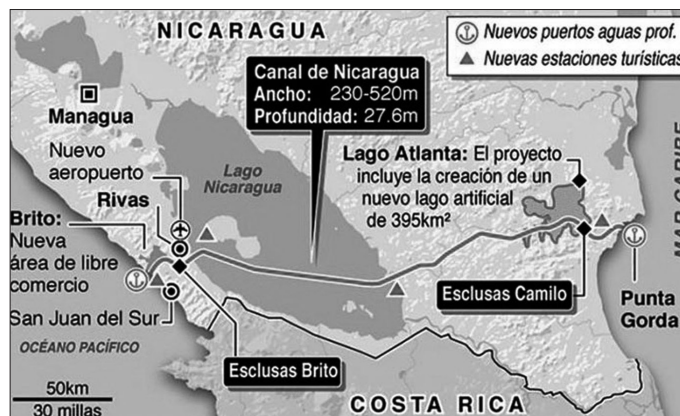 NICARAGUA
Nuevos puertos aguas prof.
Nuevas estaciones turísticas
Canal de Nicaragua
Ancho: 230-520m
Profundidad: 27.6m
Managua
Nuevo
aeropuerto
Lago
Nicaragua
Lago Atlanta: El proyecto
incluye la creación de un
nuevo lago artificial
de 395km²
MAR CARIBE
Rivas
Brito:
Nueva
área de libre
comercio
San Juan del Sur
Esclusas Camilo
Punta
Gorda
OCÉANO PACÍFICO
Esclusas Brito
50km
30 millas
COSTA RICA